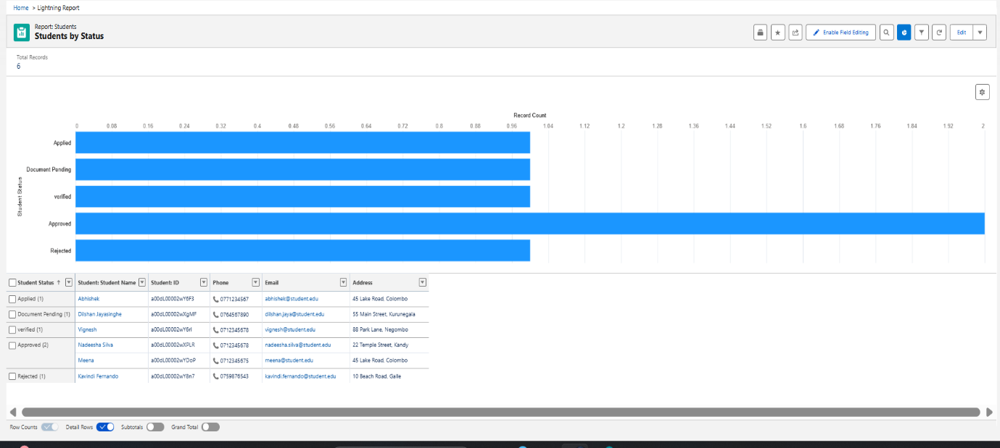 Home > Lightning Report
Report: Students
Students by Status
Enable Field Editing
Edit
Total Records
6
Record Count
0 0.08 0.16 0.24 0.32 0.4 0.48 0.56 0.64 0.72 0.8 0.88 0.96 1.04 1.12 1.2 1.28 1.36 1.44 1.52 1.6 1.68 1.76 1.84 1.92 2
Student Status
Applied
Document Pending
verified
Approved
Rejected
Student Status ↑ Student: Student Name Student: ID Phone Email Address
Applied (1) Abhishek a00dL00002wY6F3 0771234567 abhishek@student.edu 45 Lake Road, Colombo
Document Pending (1) Dilshan Jayasinghe a00dL00002wXgMF 0764567890 dilshan.jaya@student.edu 55 Main Street, Kurunegala
verified (1) Vignesh a00dL00002wY6rl 0712345678 vignesh@student.edu 88 Park Lane, Negombo
Approved (2) Nadeesha Silva a00dL00002wXPLR 0712345678 nadeesha.silva@student.edu 22 Temple Street, Kandy
Meena a00dL00002wYDoP 0712345675 meena@student.edu 45 Lake Road, Colombo
Rejected (1) Kavindi Fernando a00dL00002wY8n7 0759876543 kavindi.fernando@student.edu 10 Beach Road, Galle
Row Counts Detail Rows Subtotals Grand Total